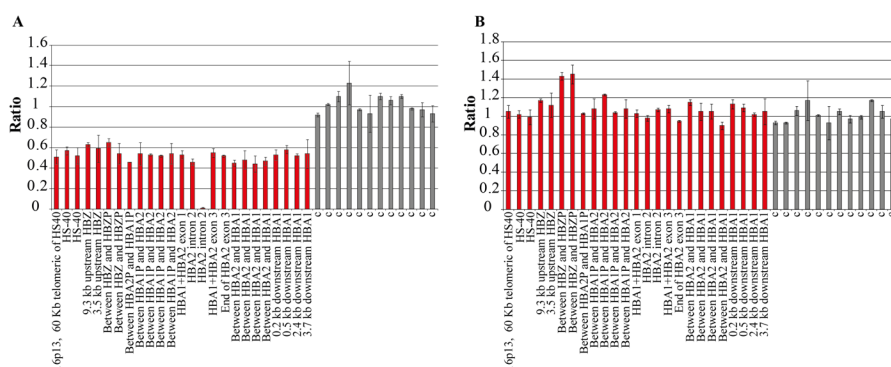 A
Ratio
1.6
1.4
1.2
1
0.8
0.6
0.4
0.2
0
6p13, 60 Kb telomeric of HS40
HS-40
HS-40
9.3 kb upstream HBZ
3.5 kb upstream HBZ
Between HBZ and HBZP
Between HBZ and HBZP
Between HBA2P and HBA1P
Between HBA1P and HBA2
Between HBA1P and HBA2
Between HBA1P and HBA2
Between HBA1P and HBA2
HBA1+HBA2 exon 1
HBA2 intron 2
HBA2 intron 2
HBA1+HBA2 exon 3
End of HBA2 exon 3
Between HBA2 and HBA1
Between HBA2 and HBA1
Between HBA2 and HBA1
Between HBA2 and HBA1
0.2 kb downstream HBA1
0.5 kb downstream HBA1
2.4 kb downstream HBA1
3.7 kb downstream HBA1
c
c
c
c
c
c
c
c
c
c
c
c
B
Ratio
1.8
1.6
1.4
1.2
1
0.8
0.6
0.4
0.2
0
6p13, 60 Kb telomeric of HS40
HS-40
HS-40
9.3 kb upstream HBZ
3.5 kb upstream HBZ
Between HBZ and HBZP
Between HBZ and HBZP
Between HBA2P and HBA1P
Between HBA1P and HBA2
Between HBA1P and HBA2
Between HBA1P and HBA2
Between HBA1P and HBA2
HBA1+HBA2 exon 1
HBA2 intron 2
HBA2 intron 2
HBA1+HBA2 exon 3
End of HBA2 exon 3
Between HBA2 and HBA1
Between HBA2 and HBA1
Between HBA2 and HBA1
Between HBA2 and HBA1
0.2 kb downstream HBA1
0.5 kb downstream HBA1
2.4 kb downstream HBA1
3.7 kb downstream HBA1
c
c
c
c
c
c
c
c
c
c
c